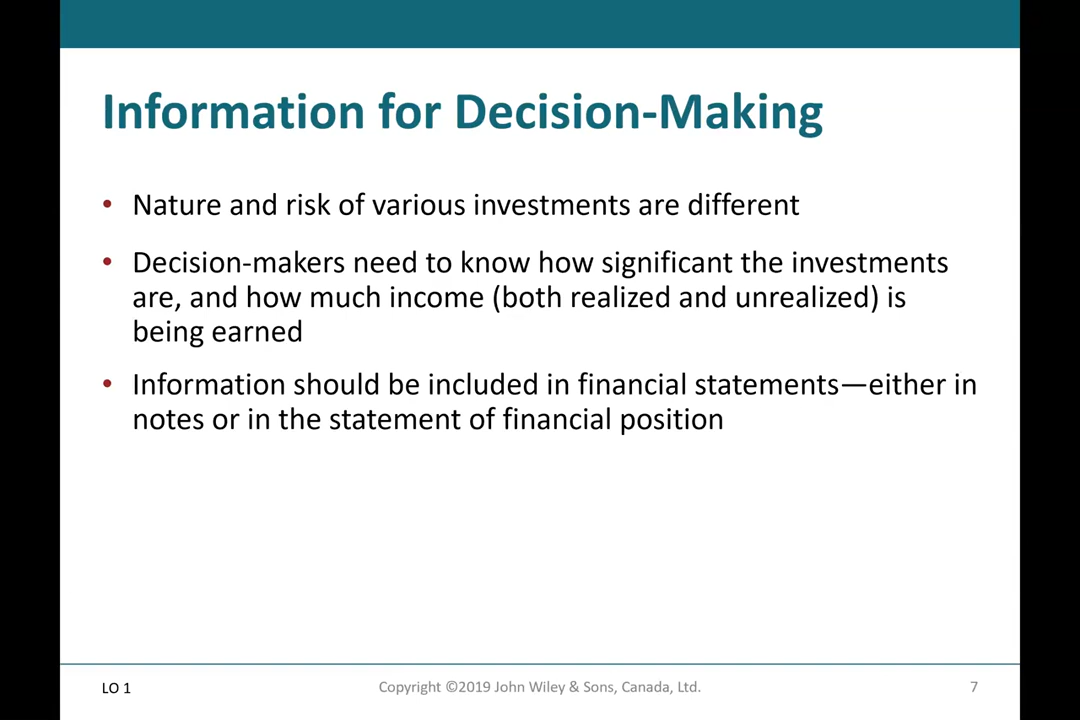 Information for Decision-Making
• Nature and risk of various investments are different
• Decision-makers need to know how significant the investments
are, and how much income (both realized and unrealized) is
being earned
• Information should be included in financial statements—either in
notes or in the statement of financial position
LO 1
Copyright ©2019 John Wiley & Sons, Canada, Ltd.
7